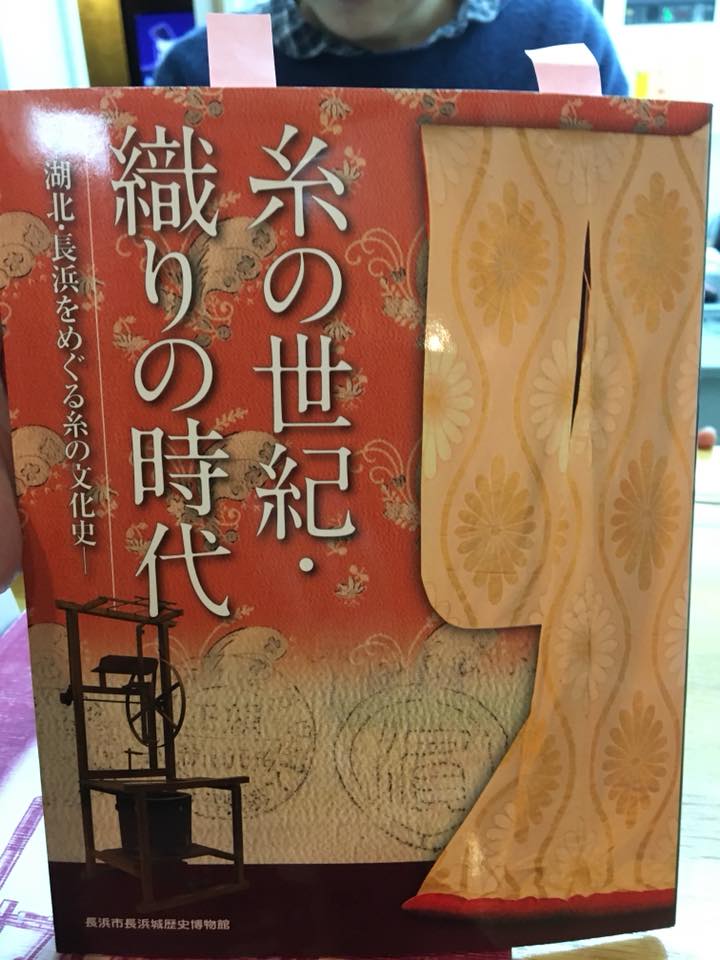 糸の世紀・
織りの時代
湖北・長浜をめぐる糸の文化史―
長浜市長浜城歴史博物館